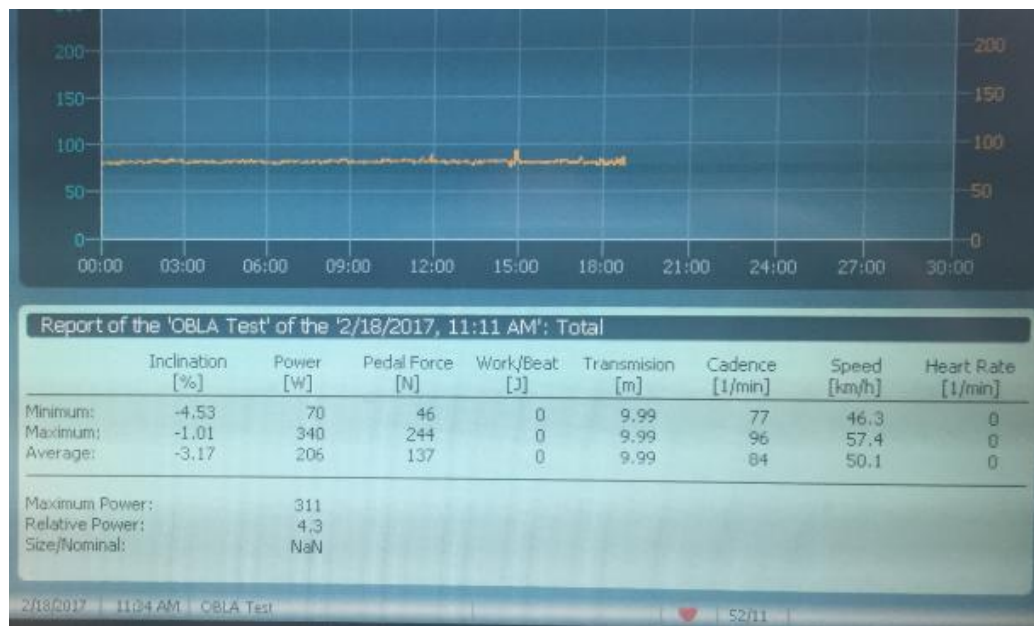 200 200
150 150
100 100
50 50
0 0
00:00 03:00 06:00 09:00 12:00 15:00 18:00 21:00 24:00 27:00 30:00
Report of the 'OBLA Test' of the '2/18/2017, 11:11 AM': Total
Inclination Power Pedal Force Work/Beat Transmision Cadence Speed Heart Rate
[%] [W] [N] [J] [m] [1/min] [km/h] [1/min]
Minimum: -4.53 70 46 0 9.99 77 46.3 0
Maximum: -1.01 340 244 0 9.99 96 57.4 0
Average: -3.17 206 137 0 9.99 84 50.1 0
Maximum Power: 311
Relative Power: 4,3
Size/Nominal: NaN
2/18/2017 11:34 AM OBLA Test 52/11